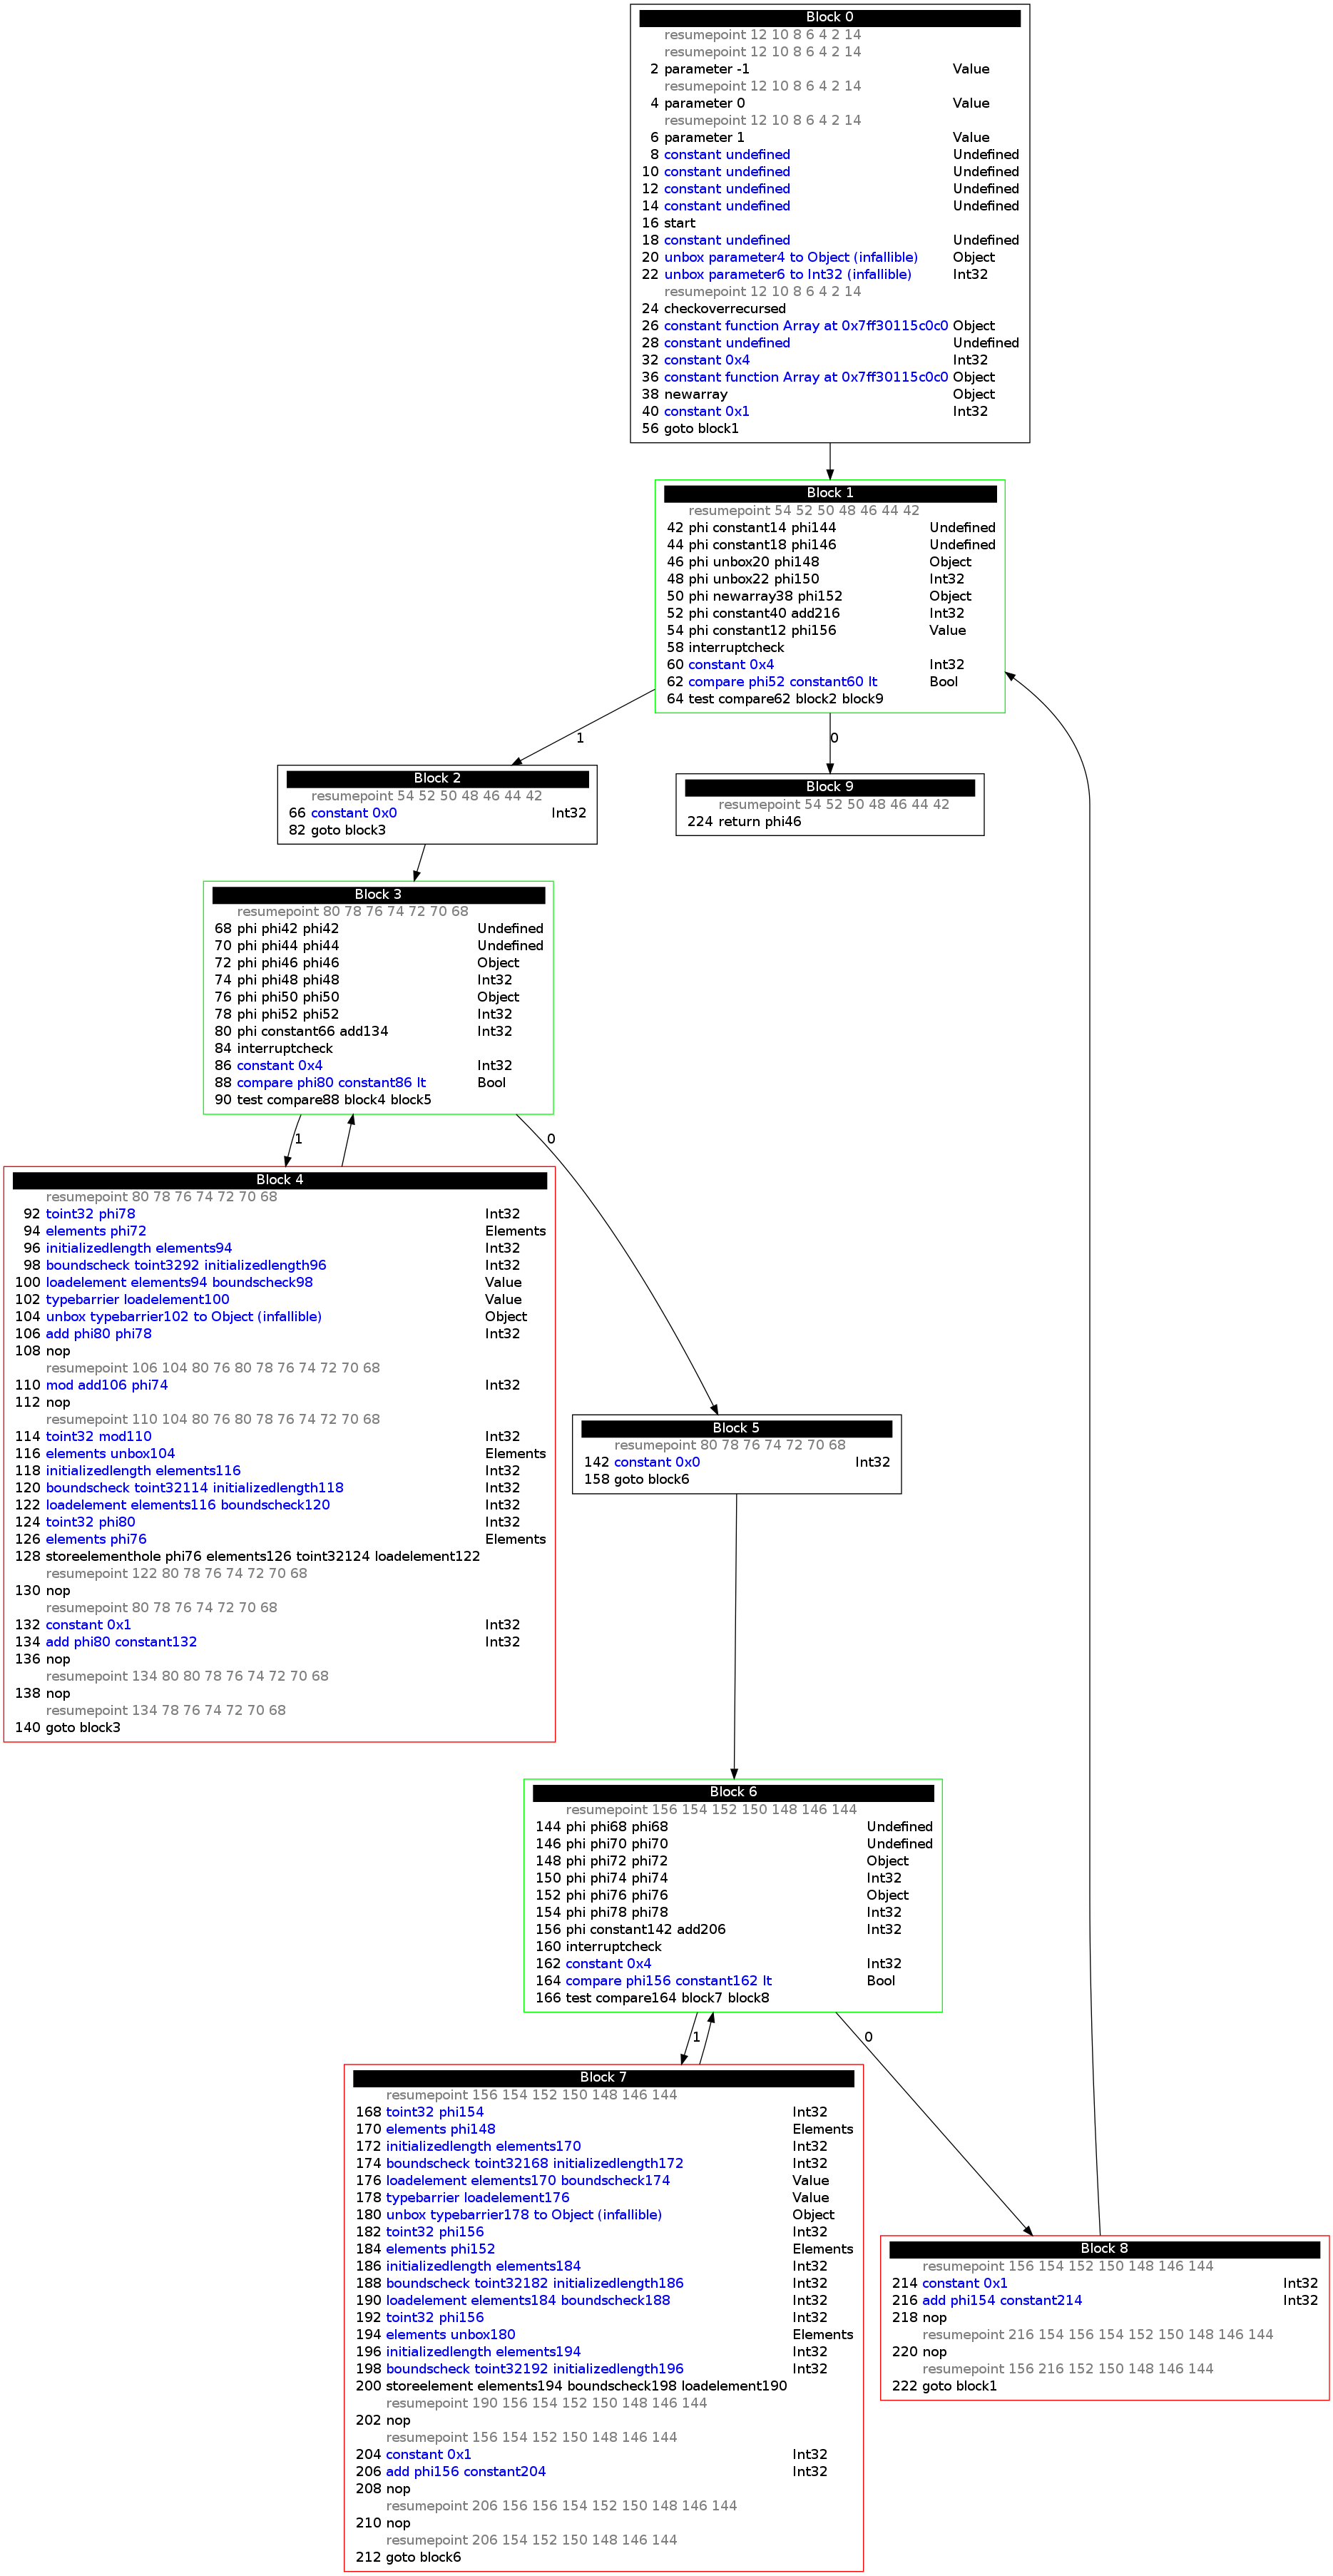 Block 0
resumepoint 12 10 8 6 4 2 14
resumepoint 12 10 8 6 4 2 14
2 parameter -1 Value
resumepoint 12 10 8 6 4 2 14
4 parameter 0 Value
resumepoint 12 10 8 6 4 2 14
6 parameter 1 Value
8 constant undefined Undefined
10 constant undefined Undefined
12 constant undefined Undefined
14 constant undefined Undefined
16 start
18 constant undefined Undefined
20 unbox parameter4 to Object (infallible) Object
22 unbox parameter6 to Int32 (infallible) Int32
resumepoint 12 10 8 6 4 2 14
24 checkoverrecursed
26 constant function Array at 0x7ff30115c0c0 Object
28 constant undefined Undefined
32 constant 0x4 Int32
36 constant function Array at 0x7ff30115c0c0 Object
38 newarray Object
40 constant 0x1 Int32
56 goto block1
Block 1
resumepoint 54 52 50 48 46 44 42
42 phi constant14 phi144 Undefined
44 phi constant18 phi146 Undefined
46 phi unbox20 phi148 Object
48 phi unbox22 phi150 Int32
50 phi newarray38 phi152 Object
52 phi constant40 add216 Int32
54 phi constant12 phi156 Value
58 interruptcheck
60 constant 0x4 Int32
62 compare phi52 constant60 lt Bool
64 test compare62 block2 block9
1
0
Block 2
resumepoint 54 52 50 48 46 44 42
66 constant 0x0 Int32
82 goto block3
Block 9
resumepoint 54 52 50 48 46 44 42
224 return phi46
Block 3
resumepoint 80 78 76 74 72 70 68
68 phi phi42 phi42 Undefined
70 phi phi44 phi44 Undefined
72 phi phi46 phi46 Object
74 phi phi48 phi48 Int32
76 phi phi50 phi50 Object
78 phi phi52 phi52 Int32
80 phi constant66 add134 Int32
84 interruptcheck
86 constant 0x4 Int32
88 compare phi80 constant86 lt Bool
90 test compare88 block4 block5
1
0
Block 4
resumepoint 80 78 76 74 72 70 68
92 toint32 phi78 Int32
94 elements phi72 Elements
96 initializedlength elements94 Int32
98 boundscheck toint3292 initializedlength96 Int32
100 loadelement elements94 boundscheck98 Value
102 typebarrier loadelement100 Value
104 unbox typebarrier102 to Object (infallible) Object
106 add phi80 phi78 Int32
108 nop
resumepoint 106 104 80 76 80 78 76 74 72 70 68
110 mod add106 phi74 Int32
112 nop
resumepoint 110 104 80 76 80 78 76 74 72 70 68
114 toint32 mod110 Int32
116 elements unbox104 Elements
118 initializedlength elements116 Int32
120 boundscheck toint32114 initializedlength118 Int32
122 loadelement elements116 boundscheck120 Int32
124 toint32 phi80 Int32
126 elements phi76 Elements
128 storeelementhole phi76 elements126 toint32124 loadelement122
resumepoint 122 80 78 76 74 72 70 68
130 nop
resumepoint 80 78 76 74 72 70 68
132 constant 0x1 Int32
134 add phi80 constant132 Int32
136 nop
resumepoint 134 80 80 78 76 74 72 70 68
138 nop
resumepoint 134 78 76 74 72 70 68
140 goto block3
Block 5
resumepoint 80 78 76 74 72 70 68
142 constant 0x0 Int32
158 goto block6
Block 6
resumepoint 156 154 152 150 148 146 144
144 phi phi68 phi68 Undefined
146 phi phi70 phi70 Undefined
148 phi phi72 phi72 Object
150 phi phi74 phi74 Int32
152 phi phi76 phi76 Object
154 phi phi78 phi78 Int32
156 phi constant142 add206 Int32
160 interruptcheck
162 constant 0x4 Int32
164 compare phi156 constant162 lt Bool
166 test compare164 block7 block8
1
0
Block 7
resumepoint 156 154 152 150 148 146 144
168 toint32 phi154 Int32
170 elements phi148 Elements
172 initializedlength elements170 Int32
174 boundscheck toint32168 initializedlength172 Int32
176 loadelement elements170 boundscheck174 Value
178 typebarrier loadelement176 Value
180 unbox typebarrier178 to Object (infallible) Object
182 toint32 phi156 Int32
184 elements phi152 Elements
186 initializedlength elements184 Int32
188 boundscheck toint32182 initializedlength186 Int32
190 loadelement elements184 boundscheck188 Int32
192 toint32 phi156 Int32
194 elements unbox180 Elements
196 initializedlength elements194 Int32
198 boundscheck toint32192 initializedlength196 Int32
200 storeelement elements194 boundscheck198 loadelement190
resumepoint 190 156 154 152 150 148 146 144
202 nop
resumepoint 156 154 152 150 148 146 144
204 constant 0x1 Int32
206 add phi156 constant204 Int32
208 nop
resumepoint 206 156 156 154 152 150 148 146 144
210 nop
resumepoint 206 154 152 150 148 146 144
212 goto block6
Block 8
resumepoint 156 154 152 150 148 146 144
214 constant 0x1 Int32
216 add phi154 constant214 Int32
218 nop
resumepoint 216 154 156 154 152 150 148 146 144
220 nop
resumepoint 156 216 152 150 148 146 144
222 goto block1